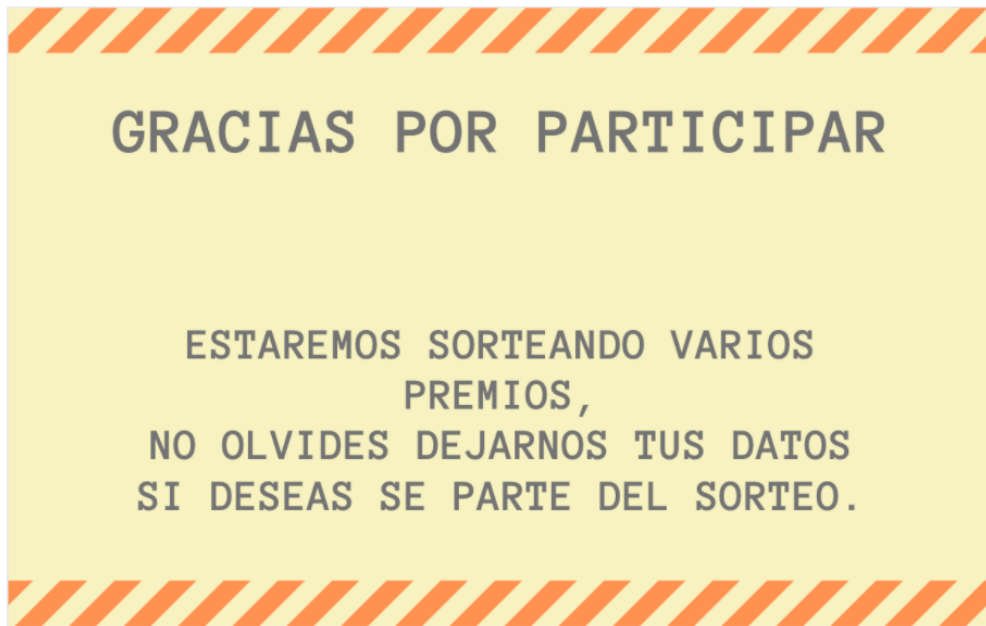 GRACIAS POR PARTICIPAR
ESTAREMOS SORTEANDO VARIOS
PREMIOS,
NO OLVIDES DEJARNOS TUS DATOS
SI DESEAS SE PARTE DEL SORTEO.